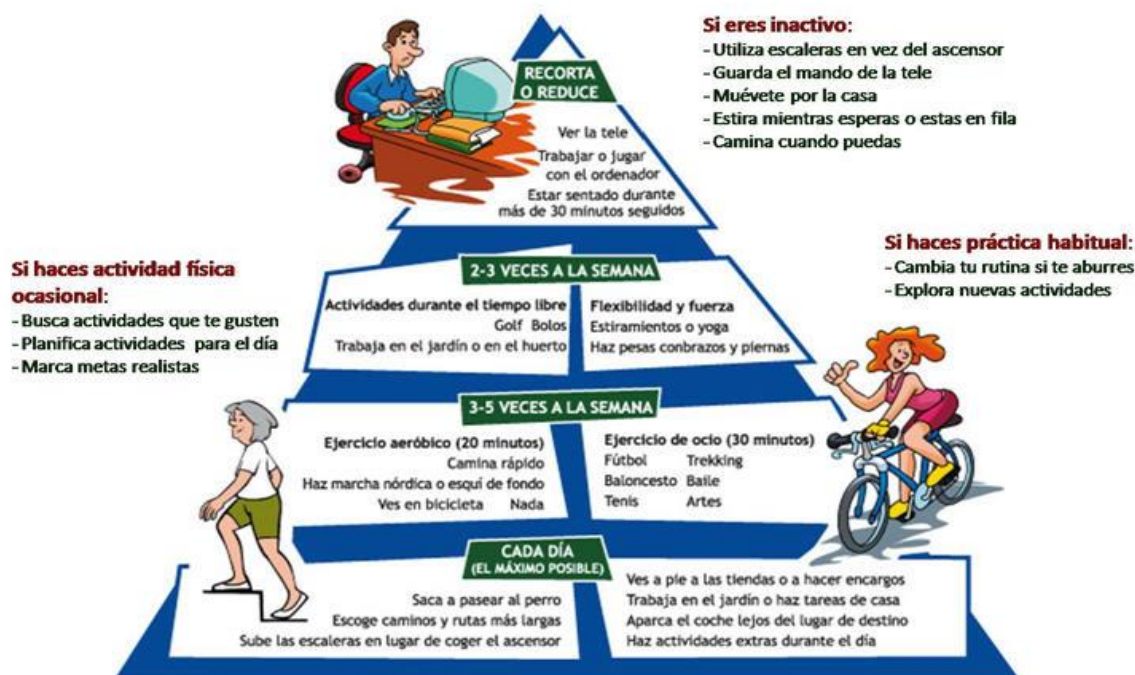 Si eres inactivo:
- Utiliza escaleras en vez del ascensor
- Guarda el mando de la tele
- Muévete por la casa
- Estira mientras esperas o estas en fila
- Camina cuando puedas
RECORTA
O REDUCE
Ver la tele
Trabajar o jugar
con el ordenador
Estar sentado durante
más de 30 minutos seguidos
Si haces actividad física
ocasional:
- Busca actividades que te gusten
- Planifica actividades para el día
- Marca metas realistas
Si haces práctica habitual:
- Cambia tu rutina si te aburres
- Explora nuevas actividades
2-3 VECES A LA SEMANA
Actividades durante el tiempo libre
Golf Bolos
Trabaja en el jardín o en el huerto
Flexibilidad y fuerza
Estiramientos o yoga
Haz pesas conbrazos y piernas
3-5 VECES A LA SEMANA
Ejercicio aeróbico (20 minutos)
Camina rápido
Haz marcha nórdica o esquí de fondo
Ves en bicicleta Nada
Ejercicio de ocio (30 minutos)
Fútbol Trekking
Baloncesto Baile
Tenis Artes
CADA DÍA
(EL MÁXIMO POSIBLE)
Saca a pasear al perro
Escoge caminos y rutas más largas
Sube las escaleras en lugar de coger el ascensor
Ves a pie a las tiendas o a hacer encargos
Trabaja en el jardín o haz tareas de casa
Aparca el coche lejos del lugar de destino
Haz actividades extras durante el día